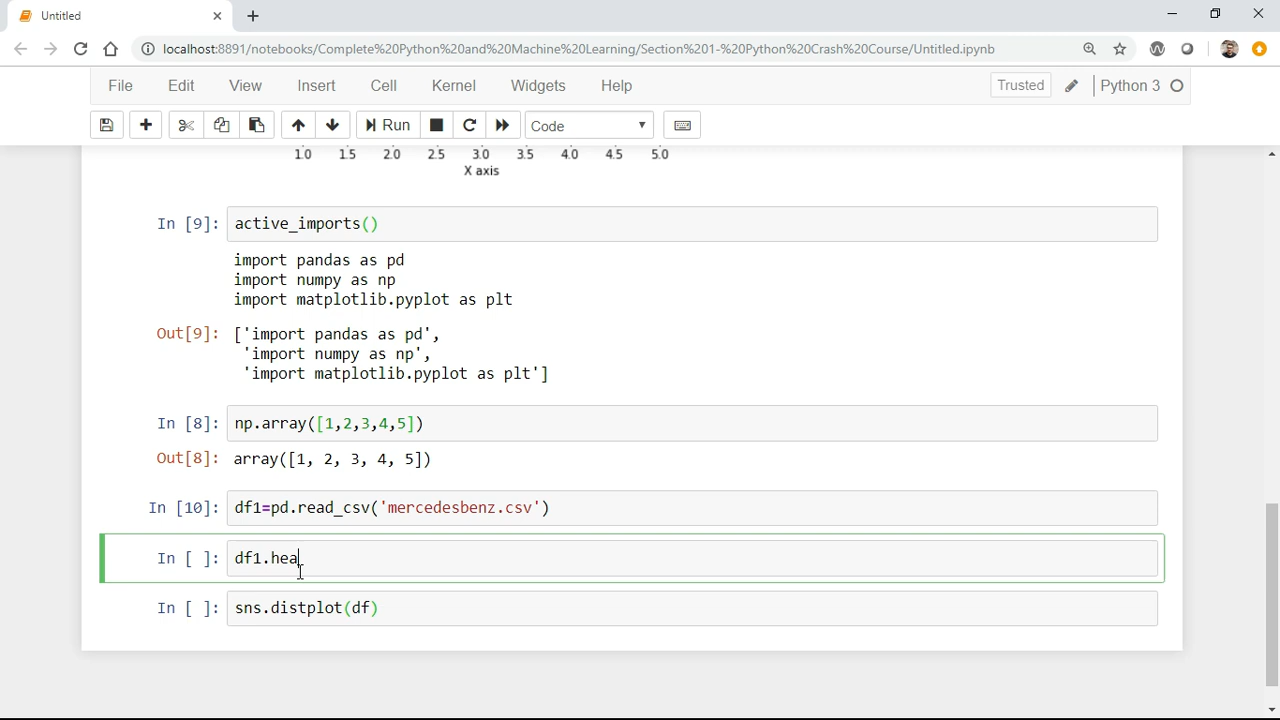 Untitled
localhost:8891/notebooks/Complete%20Python%20and%20Machine%20Learning/Section%201-%20Python%20Crash%20Course/Untitled.ipynb
File Edit View Insert Cell Kernel Widgets Help Trusted Python 3
Run Code
1.0 1.5 2.0 2.5 3.0 3.5 4.0 4.5 5.0
X axis
In [9]: active_imports()
import pandas as pd
import numpy as np
import matplotlib.pyplot as plt
Out[9]: ['import pandas as pd',
'import numpy as np',
'import matplotlib.pyplot as plt']
In [8]: np.array([1,2,3,4,5])
Out[8]: array([1, 2, 3, 4, 5])
In [10]: df1=pd.read_csv('mercedesbenz.csv')
In [ ]: df1.hea
In [ ]: sns.distplot(df)